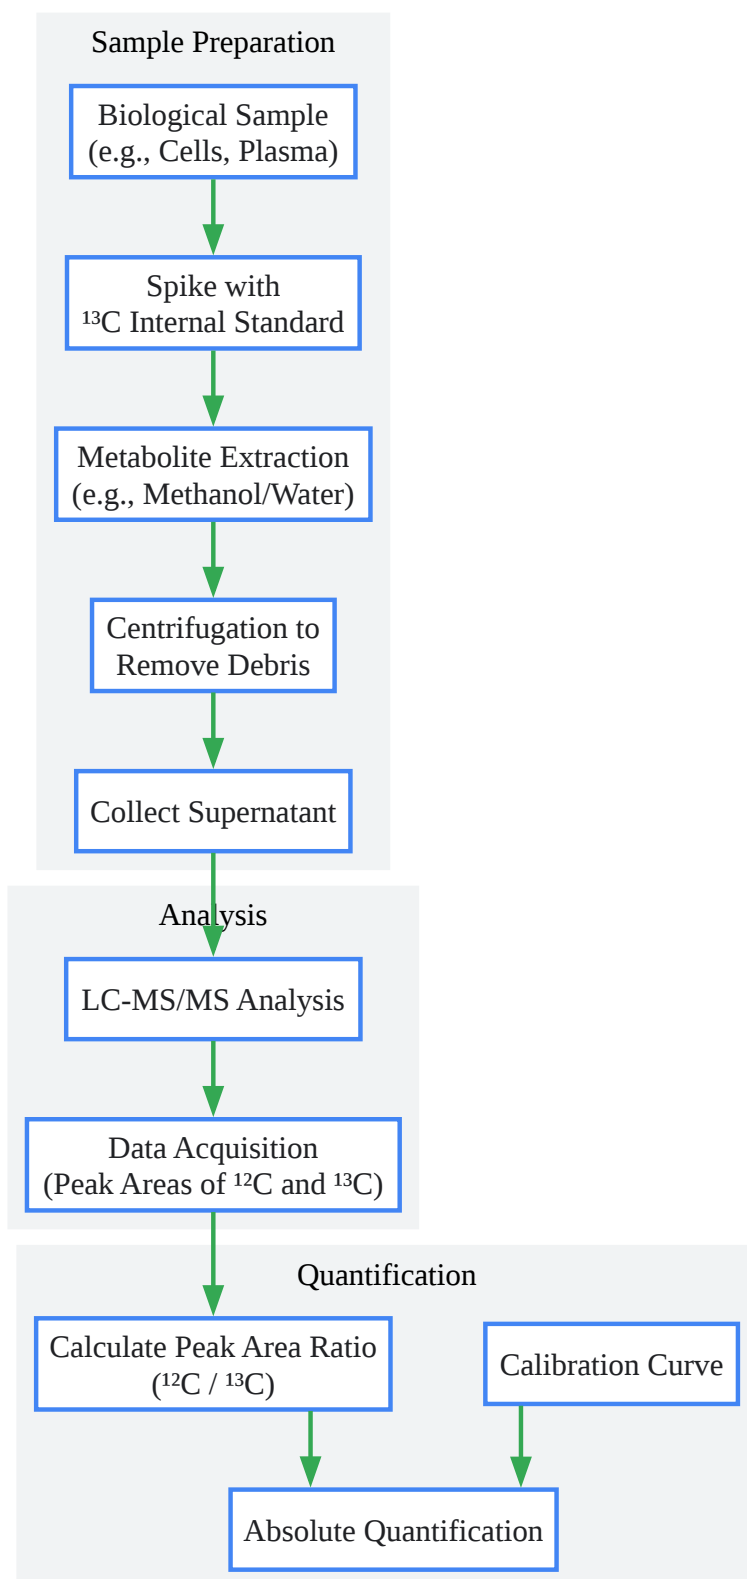 Sample Preparation
Biological Sample
(e.g., Cells, Plasma)
Spike with
¹³C Internal Standard
Metabolite Extraction
(e.g., Methanol/Water)
Centrifugation to
Remove Debris
Collect Supernatant
Analysis
LC-MS/MS Analysis
Data Acquisition
(Peak Areas of ¹²C and ¹³C)
Quantification
Calculate Peak Area Ratio
(¹²C / ¹³C)
Calibration Curve
Absolute Quantification